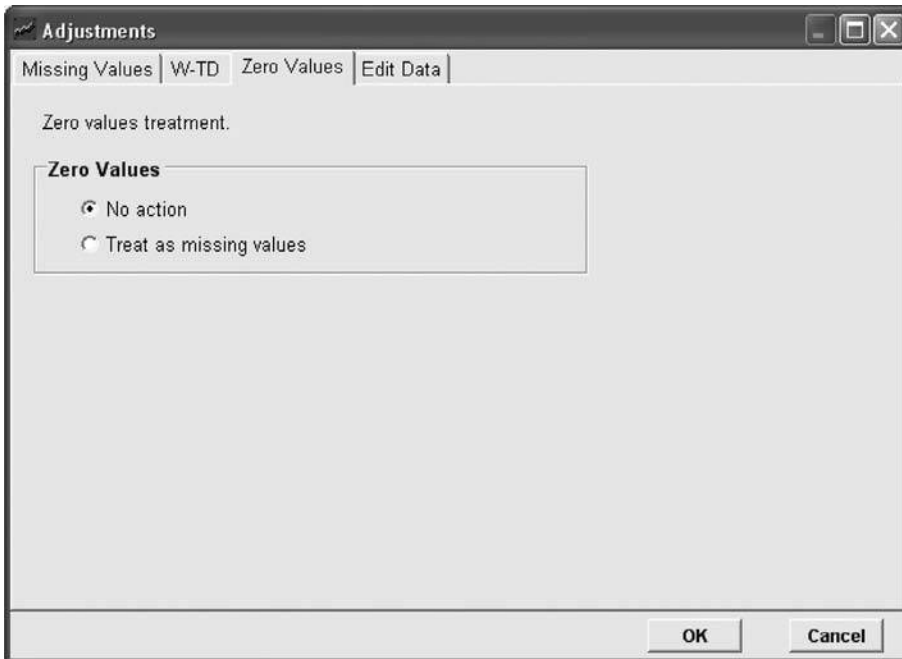 Adjustments
Missing Values W-TD Zero Values Edit Data
Zero values treatment.
Zero Values
No action
Treat as missing values
OK Cancel